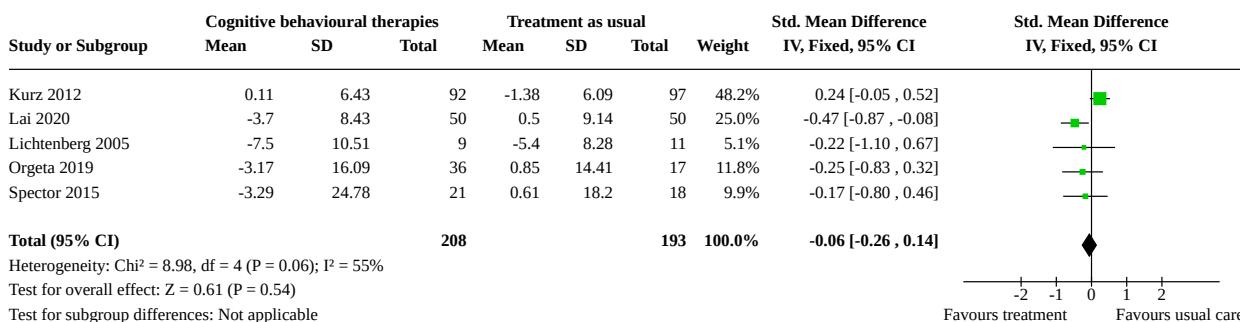 Cognitive behavioural therapies Treatment as usual Std. Mean Difference Std. Mean Difference
Study or Subgroup Mean SD Total Mean SD Total Weight IV, Fixed, 95% CI IV, Fixed, 95% CI
Kurz 2012 0.11 6.43 92 -1.38 6.09 97 48.2% 0.24 [-0.05 , 0.52]
Lai 2020 -3.7 8.43 50 0.5 9.14 50 25.0% -0.47 [-0.87 , -0.08]
Lichtenberg 2005 -7.5 10.51 9 -5.4 8.28 11 5.1% -0.22 [-1.10 , 0.67]
Orgeta 2019 -3.17 16.09 36 0.85 14.41 17 11.8% -0.25 [-0.83 , 0.32]
Spector 2015 -3.29 24.78 21 0.61 18.2 18 9.9% -0.17 [-0.80 , 0.46]
Total (95% CI) 208 193 100.0% -0.06 [-0.26 , 0.14]
Heterogeneity: Chi² = 8.98, df = 4 (P = 0.06); I² = 55%
Test for overall effect: Z = 0.61 (P = 0.54)
-2 -1 0 1 2
Test for subgroup differences: Not applicable Favours treatment Favours usual care